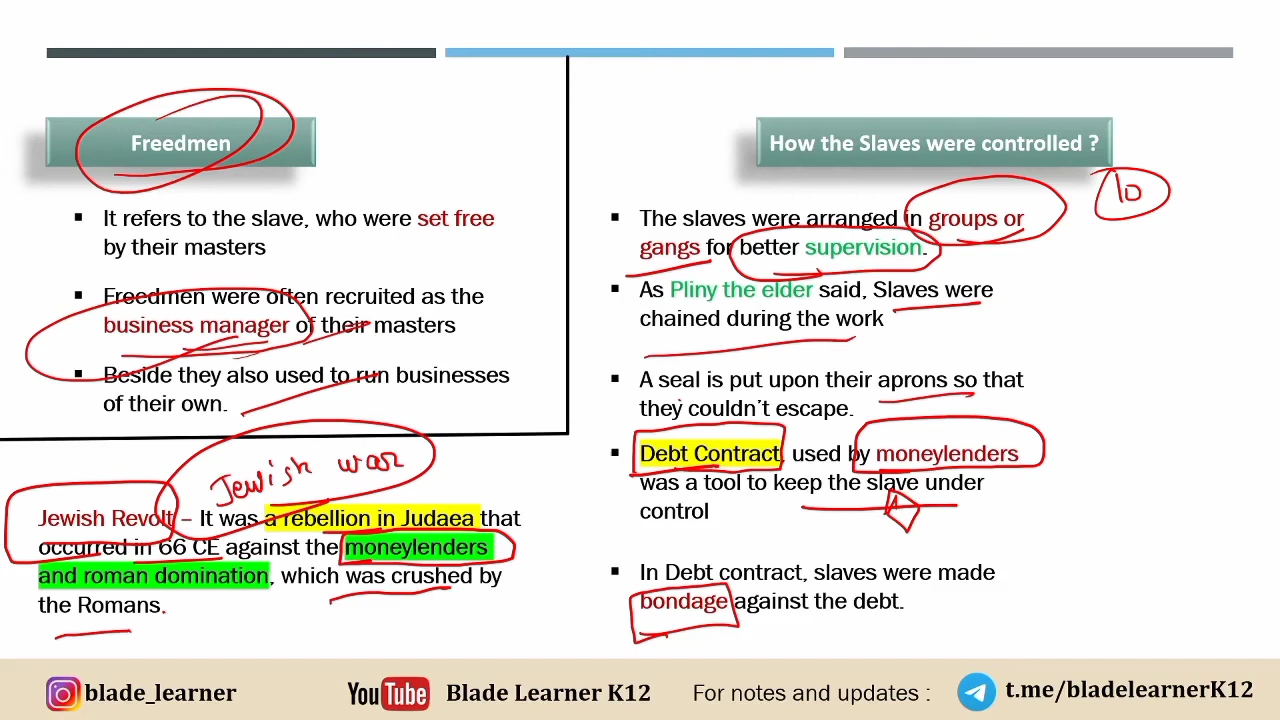 Freedmen
It refers to the slave, who were set free
by their masters
Freedmen were often recruited as the
business manager of their masters
Beside they also used to run businesses
of their own.
Jewish war
Jewish Revolt – It was a rebellion in Judaea that
occurred in 66 CE against the moneylenders
and roman domination, which was crushed by
the Romans.
How the Slaves were controlled ?
10
The slaves were arranged in groups or
gangs for better supervision.
As Pliny the elder said, Slaves were
chained during the work
A seal is put upon their aprons so that
they couldn't escape.
Debt Contract, used by moneylenders
was a tool to keep the slave under
control
In Debt contract, slaves were made
bondage against the debt.
blade_learner
YouTube
Blade Learner K12
For notes and updates :
t.me/bladelearnerK12